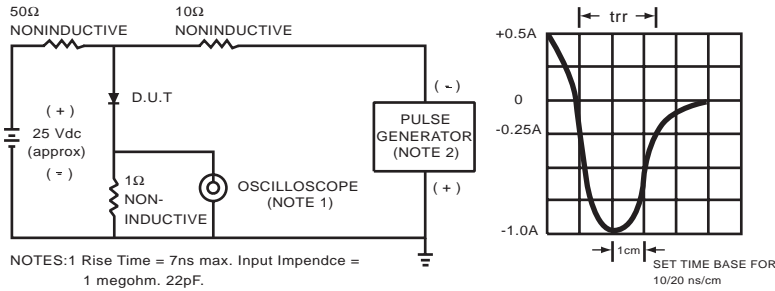 50Ω
NONINDUCTIVE
10Ω
NONINDUCTIVE
D.U.T
( + )
25 Vdc
(approx)
( - )
1Ω
NON-
INDUCTIVE
OSCILLOSCOPE
(NOTE 1)
( - )
PULSE
GENERATOR
(NOTE 2)
( + )
NOTES:1 Rise Time = 7ns max. Input Impendce =
1 megohm. 22pF.
trr
+0.5A
0
-0.25A
-1.0A
1cm
SET TIME BASE FOR
10/20 ns/cm